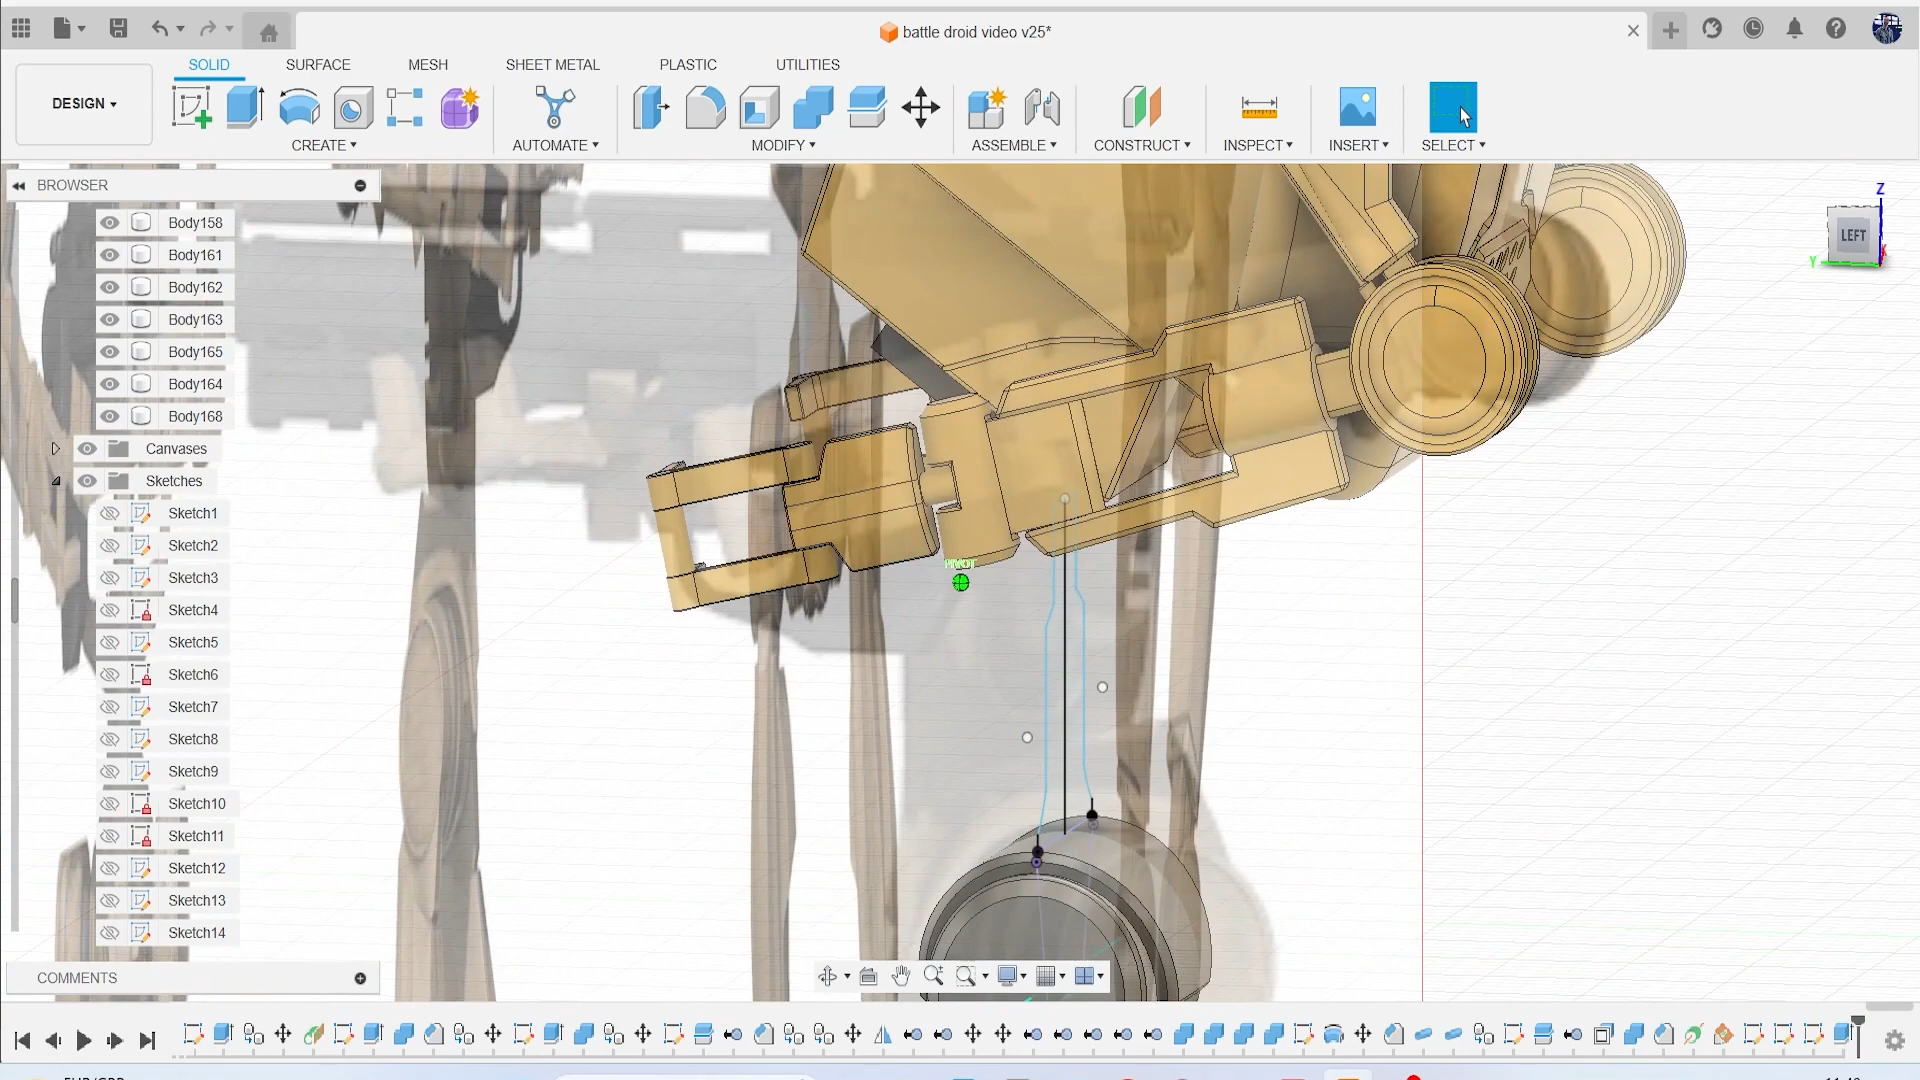 battle droid video v25*
DESIGN
SOLID
SURFACE
MESH
SHEET METAL
PLASTIC
UTILITIES
CREATE
AUTOMATE
MODIFY
ASSEMBLE
CONSTRUCT
INSPECT
INSERT
SELECT
BROWSER
Body158
Body161
Body162
Body163
Body165
Body164
Body168
Canvases
Sketches
Sketch1
Sketch2
Sketch3
Sketch4
Sketch5
Sketch6
Sketch7
Sketch8
Sketch9
Sketch10
Sketch11
Sketch12
Sketch13
Sketch14
COMMENTS
Z
LEFT
Y
X
PIVOT